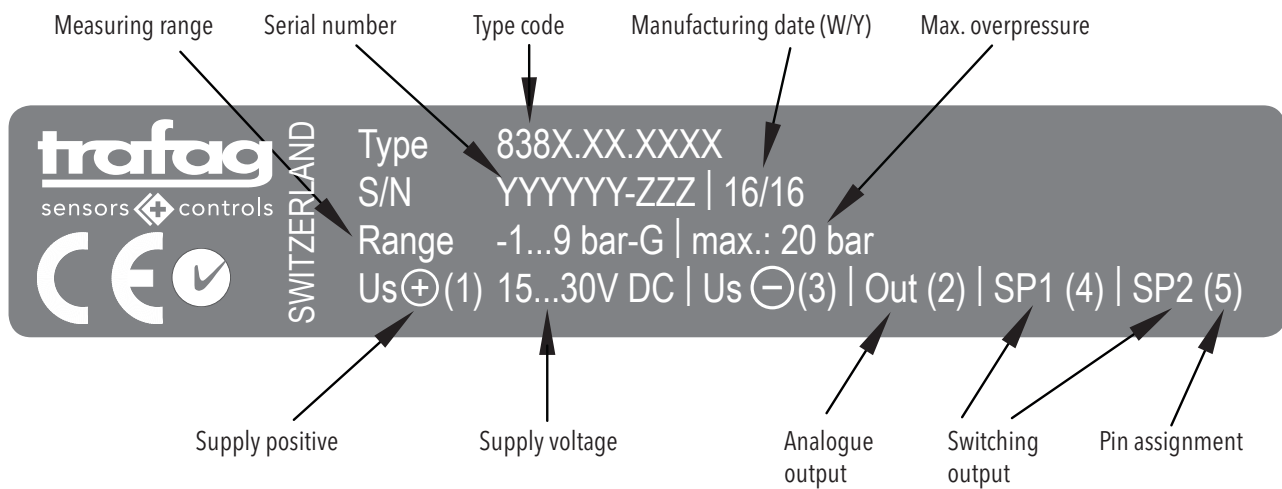 Measuring range Serial number Type code Manufacturing date (W/Y) Max. overpressure
trafag
sensors controls
CE
SWITZERLAND
Type 838X.XX.XXXX
S/N YYYYYY-ZZZ | 16/16
Range -1...9 bar-G | max.: 20 bar
Us⊕(1) 15...30V DC | Us⊖(3) | Out (2) | SP1 (4) | SP2 (5)
Supply positive Supply voltage Analogue output Switching output Pin assignment